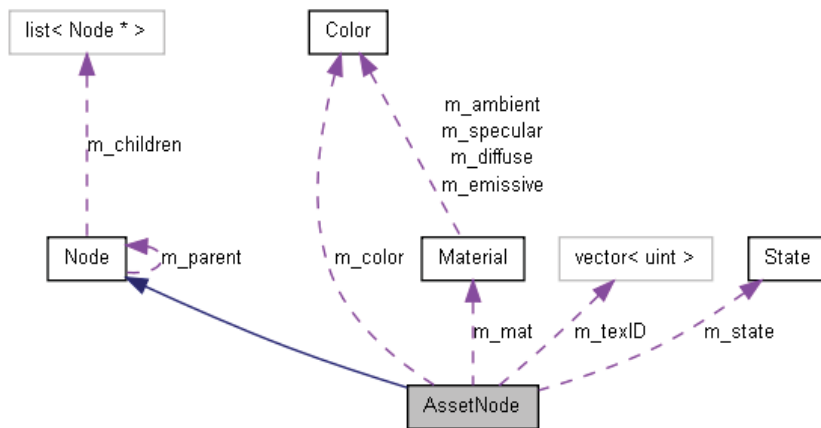 list< Node * >
Color
m_ambient
m_specular
m_diffuse
m_emissive
m_children
Node
m_parent
m_color
Material
vector< uint >
State
m_mat
m_texID
m_state
AssetNode